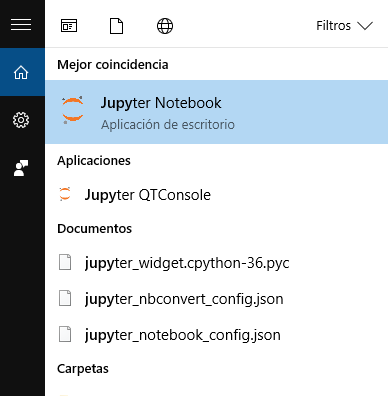 Filtros
Mejor coincidencia
Jupyter Notebook
Aplicación de escritorio
Aplicaciones
Jupyter QTConsole
Documentos
jupyter_widget.cpython-36.pyc
jupyter_nbconvert_config.json
jupyter_notebook_config.json
Carpetas